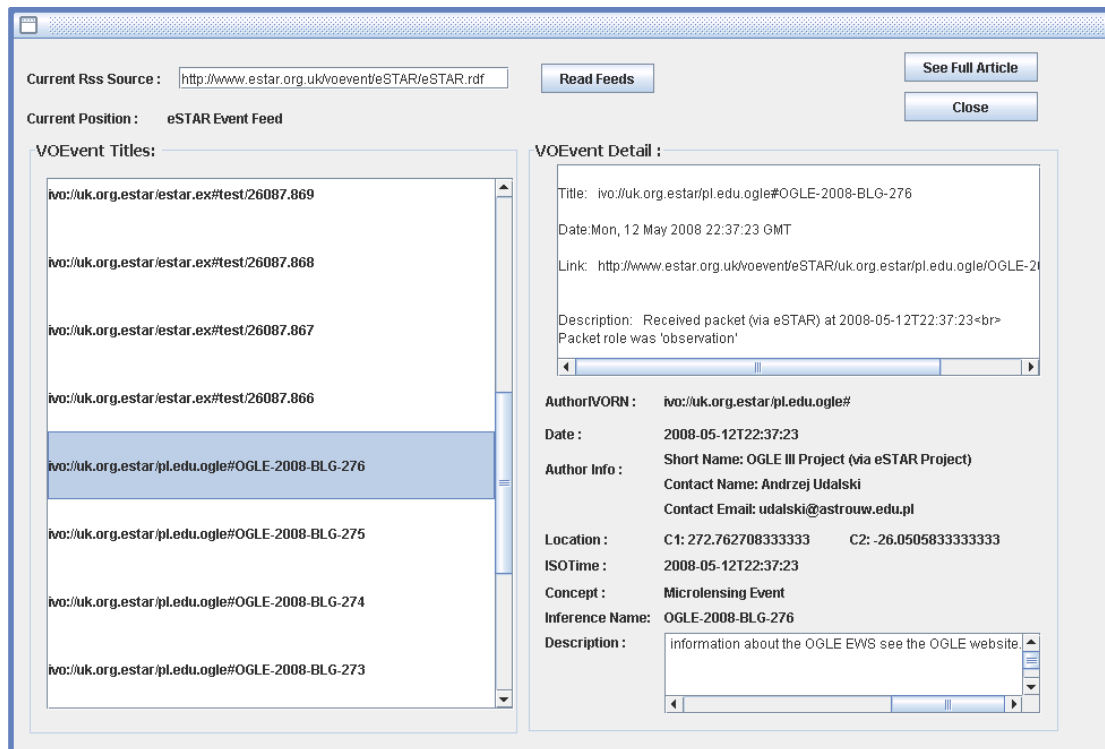 Current Rss Source : http://www.estar.org.uk/voevent/eSTAR/eSTAR.rdf
Read Feeds
See Full Article
Close
Current Position : eSTAR Event Feed
VOEvent Titles:
ivo://uk.org.estar/estar.ex#test/26087.869
ivo://uk.org.estar/estar.ex#test/26087.868
ivo://uk.org.estar/estar.ex#test/26087.867
ivo://uk.org.estar/estar.ex#test/26087.866
ivo://uk.org.estar/pl.edu.ogle#OGLE-2008-BLG-276
ivo://uk.org.estar/pl.edu.ogle#OGLE-2008-BLG-275
ivo://uk.org.estar/pl.edu.ogle#OGLE-2008-BLG-274
ivo://uk.org.estar/pl.edu.ogle#OGLE-2008-BLG-273
VOEvent Detail :
Title: ivo://uk.org.estar/pl.edu.ogle#OGLE-2008-BLG-276
Date:Mon, 12 May 2008 22:37:23 GMT
Link: http://www.estar.org.uk/voevent/eSTAR/uk.org.estar/pl.edu.ogle/OGLE-20
Description: Received packet (via eSTAR) at 2008-05-12T22:37:23<br>
Packet role was 'observation'
AuthorIVORN : ivo://uk.org.estar/pl.edu.ogle#
Date : 2008-05-12T22:37:23
Author Info : Short Name: OGLE III Project (via eSTAR Project)
Contact Name: Andrzej Udalski
Contact Email: udalski@astrouw.edu.pl
Location : C1: 272.762708333333 C2: -26.0505833333333
ISOTime : 2008-05-12T22:37:23
Concept : Microlensing Event
Inference Name: OGLE-2008-BLG-276
Description : information about the OGLE EWS see the OGLE website.